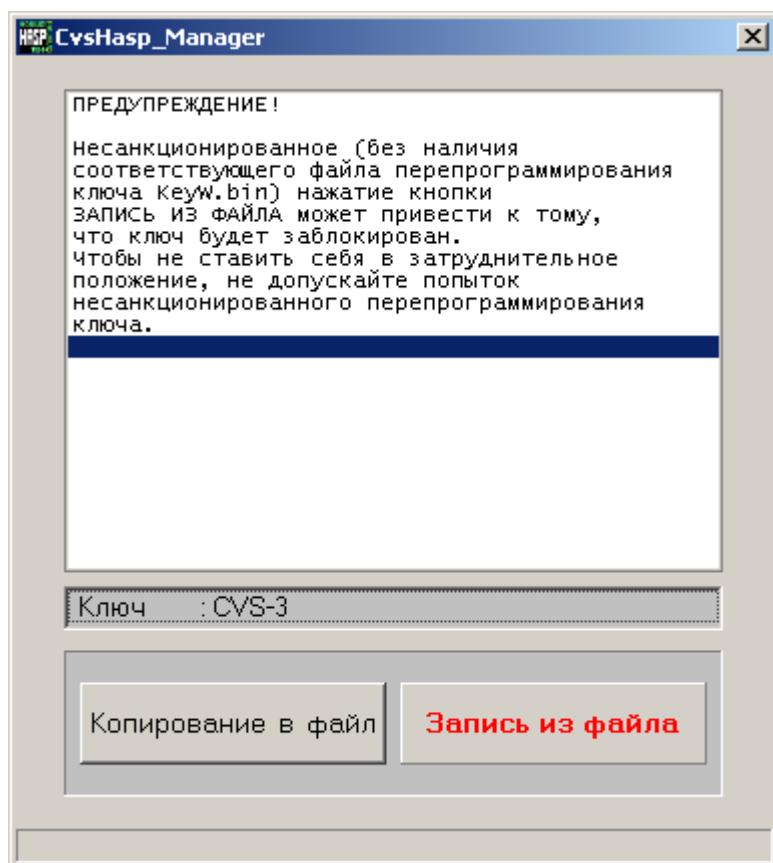 HASP CvsHasp_Manager
ПРЕДУПРЕЖДЕНИЕ!
Несанкционированное (без наличия
соответствующего файла перепрограммирования
ключа KeyW.bin) нажатие кнопки
ЗАПИСЬ ИЗ ФАЙЛА может привести к тому,
что ключ будет заблокирован.
Чтобы не ставить себя в затруднительное
положение, не допускайте попыток
несанкционированного перепрограммирования
ключа.
Ключ : CVS-3
Копирование в файл
Запись из файла